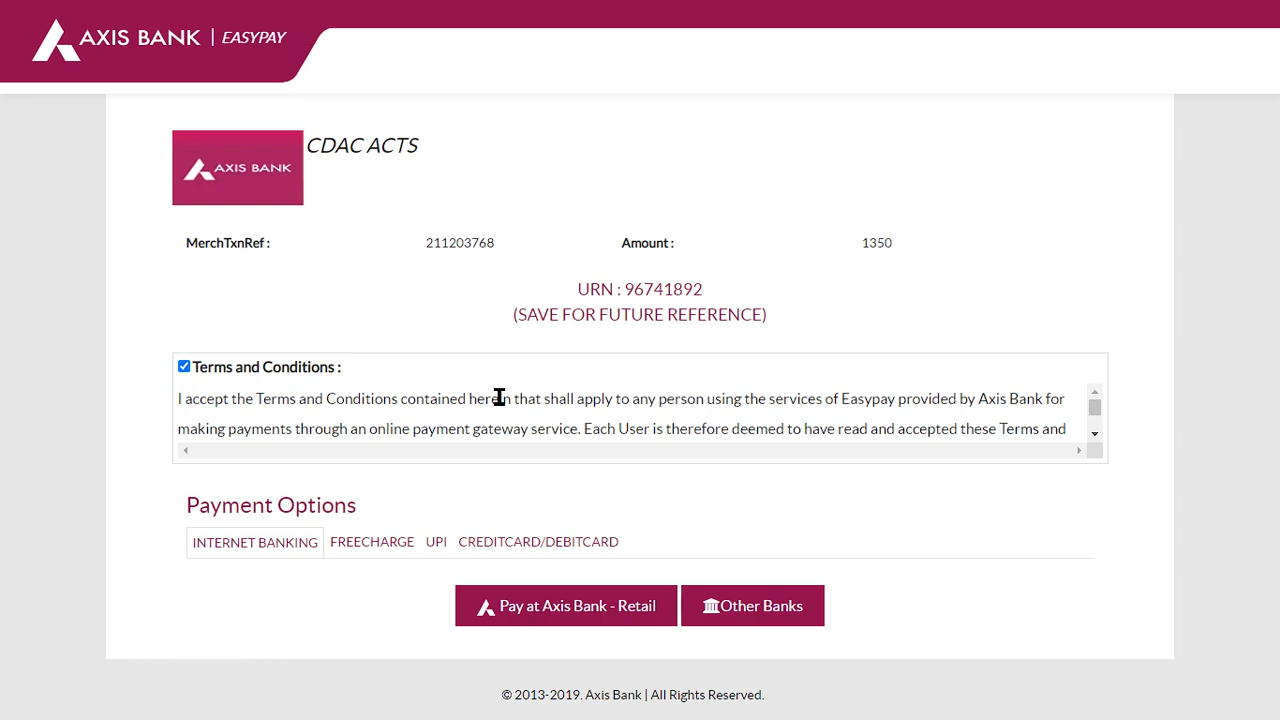 AXIS BANK | EASYPAY
AXIS BANK
CDAC ACTS
MerchTxnRef : 211203768 Amount : 1350
URN : 96741892
(SAVE FOR FUTURE REFERENCE)
Terms and Conditions :
I accept the Terms and Conditions contained herein that shall apply to any person using the services of Easypay provided by Axis Bank for
making payments through an online payment gateway service. Each User is therefore deemed to have read and accepted these Terms and
Payment Options
INTERNET BANKING FREECHARGE UPI CREDITCARD/DEBITCARD
Pay at Axis Bank - Retail Other Banks
© 2013-2019. Axis Bank | All Rights Reserved.